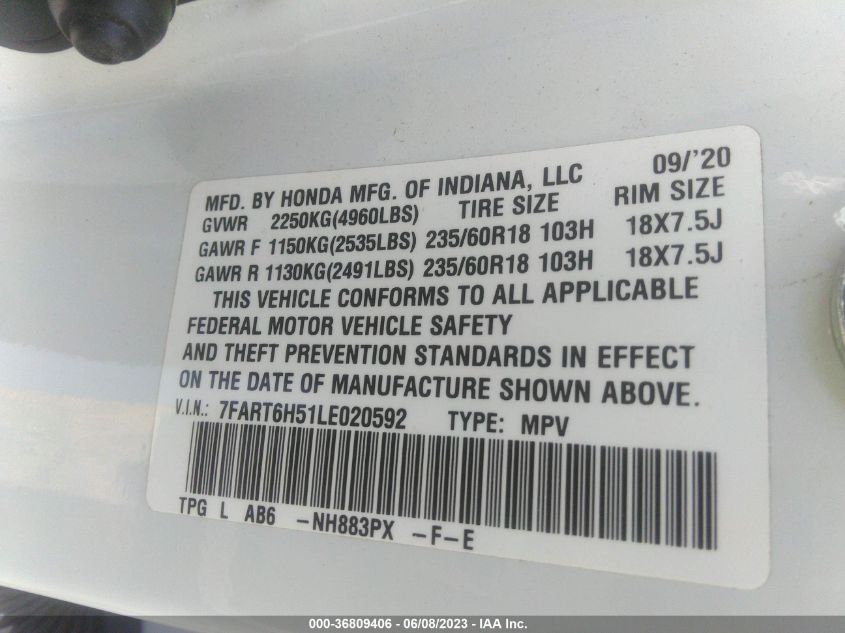 MFD. BY HONDA MFG. OF INDIANA, LLC 09/'20
GVWR 2250KG(4960LBS) TIRE SIZE RIM SIZE
GAWR F 1150KG(2535LBS) 235/60R18 103H 18X7.5J
GAWR R 1130KG(2491LBS) 235/60R18 103H 18X7.5J
THIS VEHICLE CONFORMS TO ALL APPLICABLE
FEDERAL MOTOR VEHICLE SAFETY
AND THEFT PREVENTION STANDARDS IN EFFECT
ON THE DATE OF MANUFACTURE SHOWN ABOVE.
V.I.N.: 7FART6H51LE020592 TYPE: MPV
TPG L AB6 -NH883PX -F-E
000-36809406 - 06/08/2023 - IAA Inc.